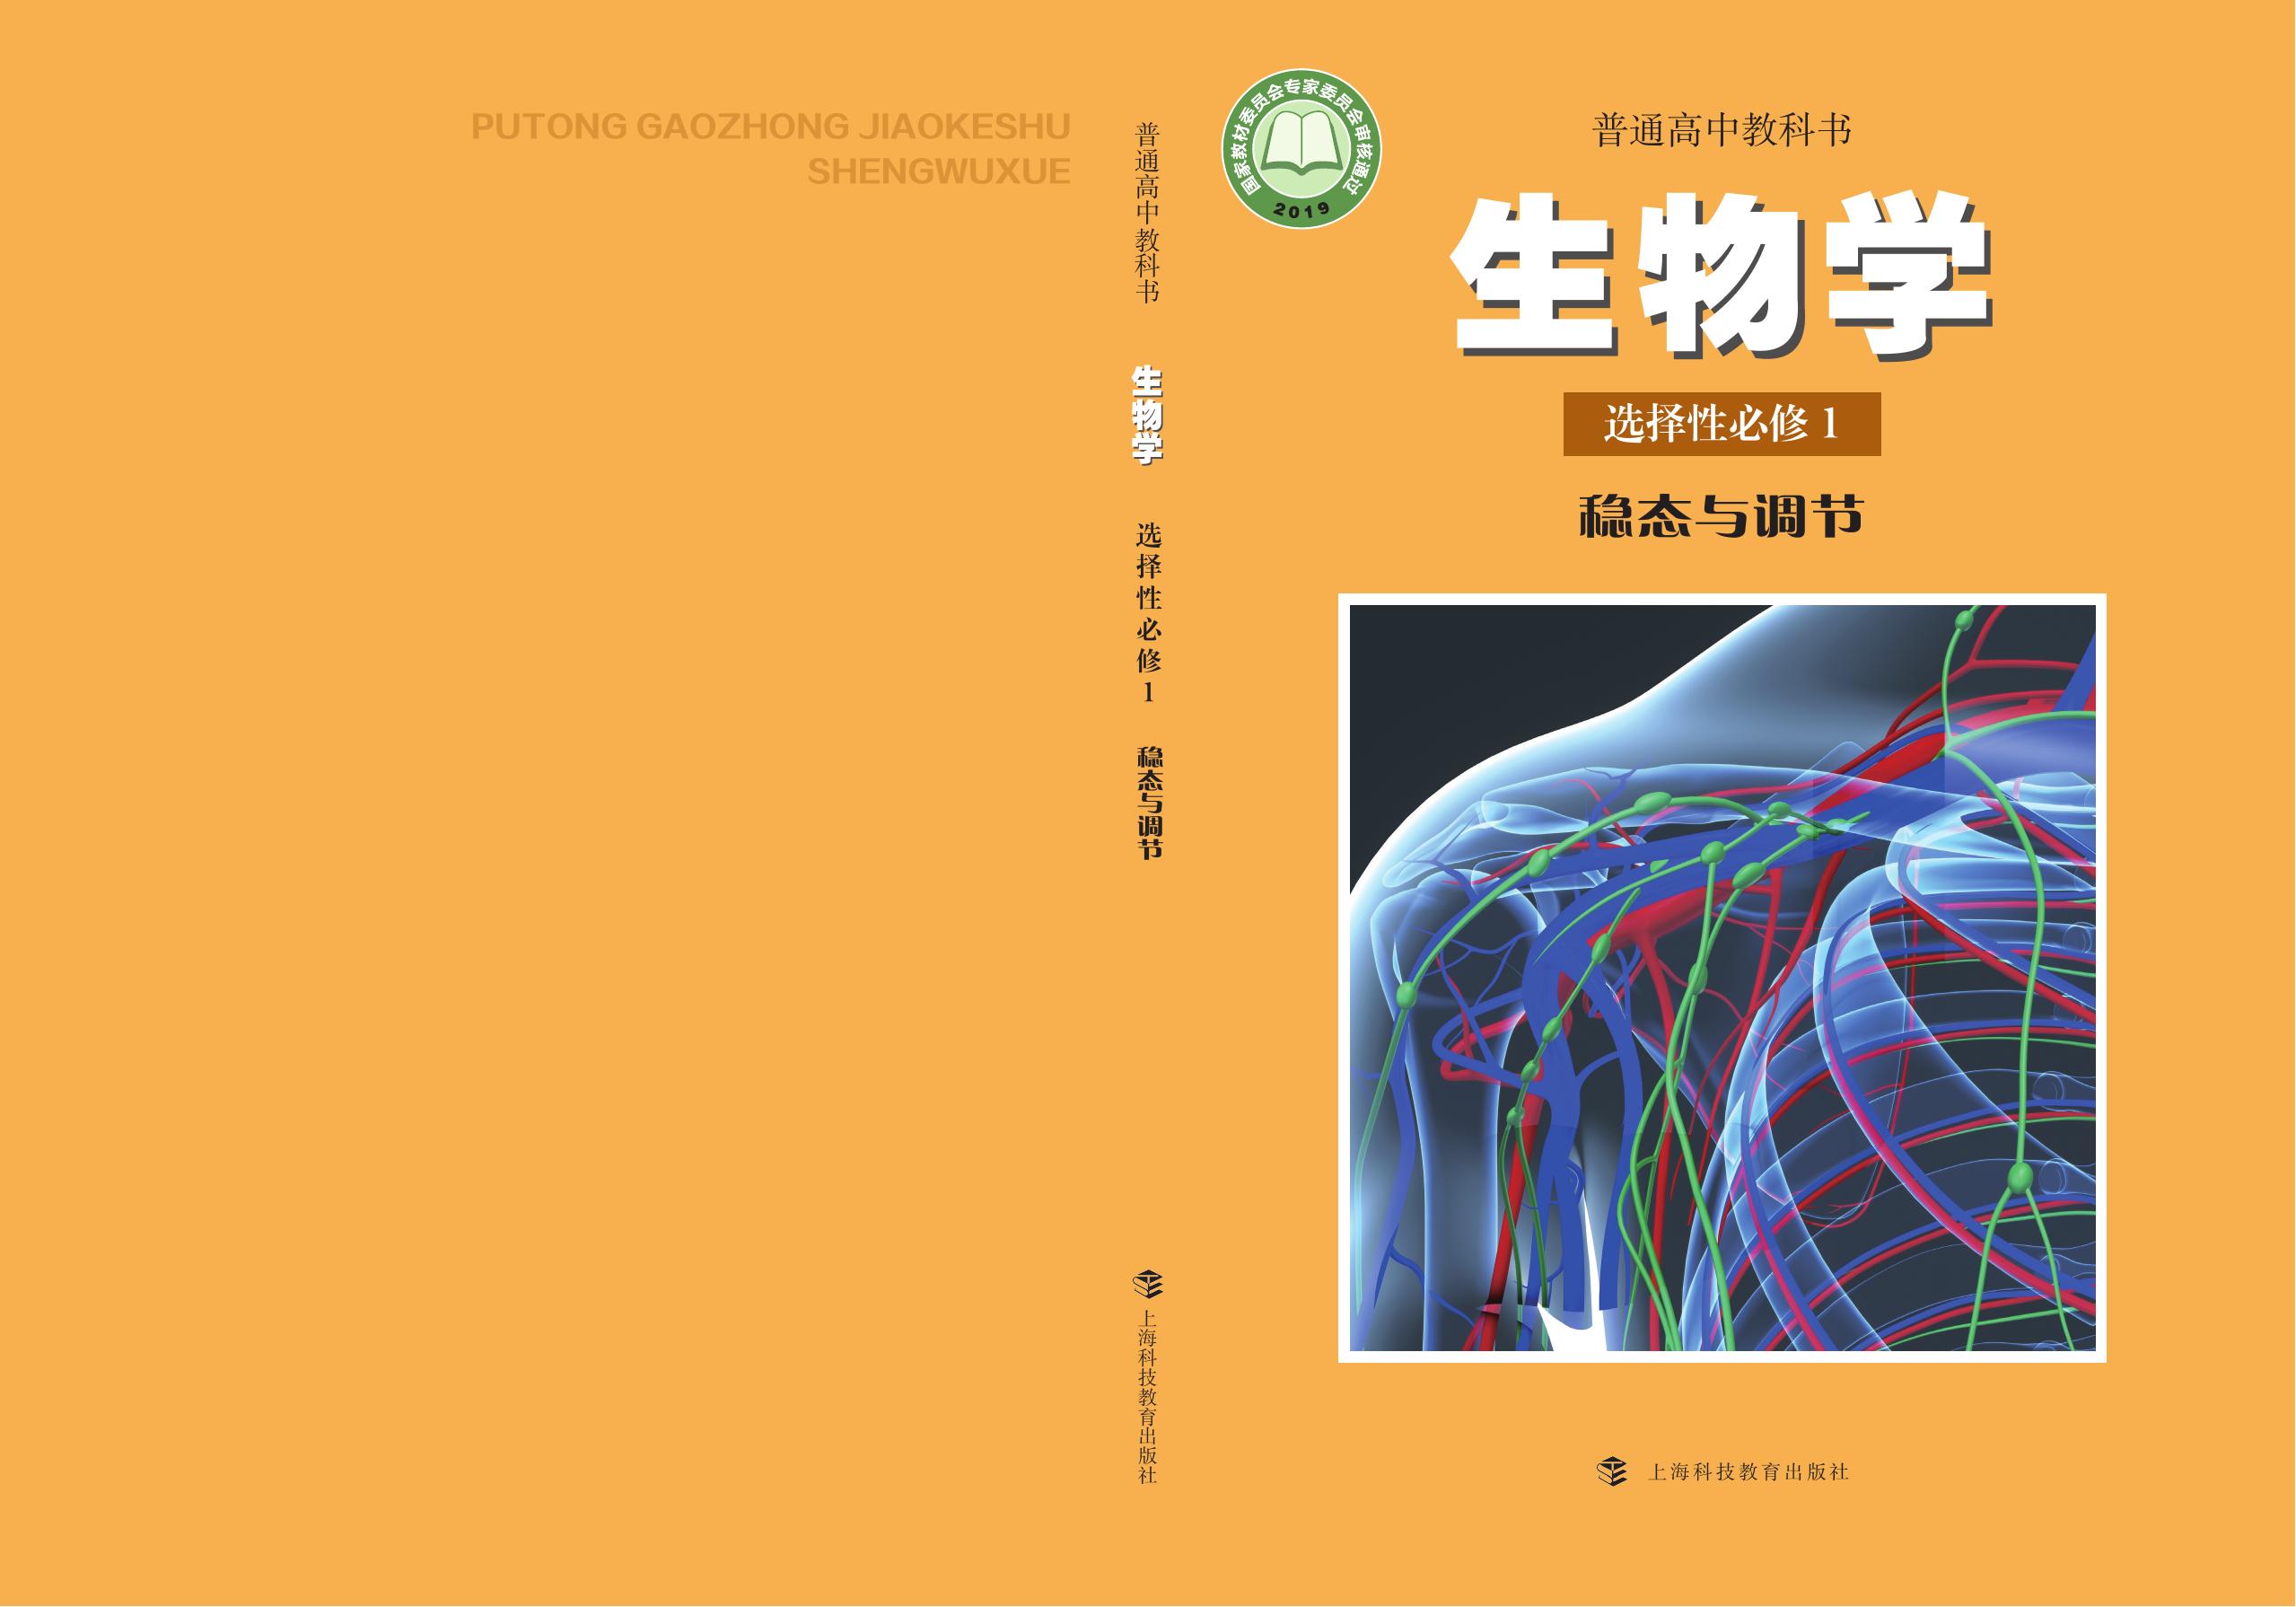 PUTONG GAOZHONG JIAOKESHU
SHENGWUXUE
普通高中教科书
生物学
选择性必修1
稳态与调节
上海科技教育出版社
国家教材委员会专家委员会审核通过
2019
普通高中教科书
生物学
选择性必修 1
稳态与调节
上海科技教育出版社